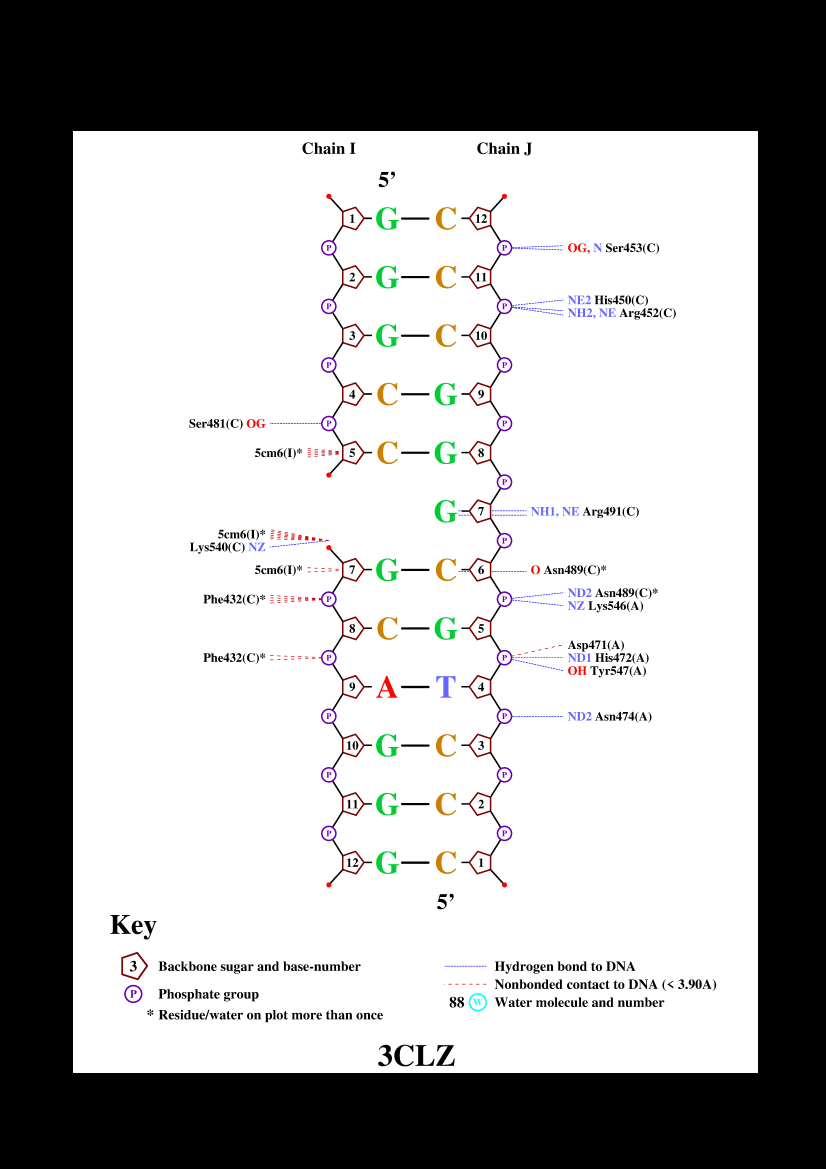 Chain I Chain J
5’
1 G C 12
P P OG, N Ser453(C)
2 G C 11
P P NE2 His450(C)
NH2, NE Arg452(C)
3 G C 10
P P
4 C G 9
Ser481(C) OG P P
5cm6(I)* 5 C G 8
P
G 7 NH1, NE Arg491(C)
5cm6(I)*
P
Lys540(C) NZ
5cm6(I)* 7 G C 6 O Asn489(C)*
Phe432(C)* P P ND2 Asn489(C)*
NZ Lys546(A)
8 C G 5
Asp471(A)
Phe432(C)* P P ND1 His472(A)
OH Tyr547(A)
9 A T 4
P P ND2 Asn474(A)
10 G C 3
P P
11 G C 2
P P
12 G C 1
5’
Key
3 Backbone sugar and base-number
P Phosphate group
* Residue/water on plot more than once
Hydrogen bond to DNA
Nonbonded contact to DNA (< 3.90A)
88 W Water molecule and number
3CLZ